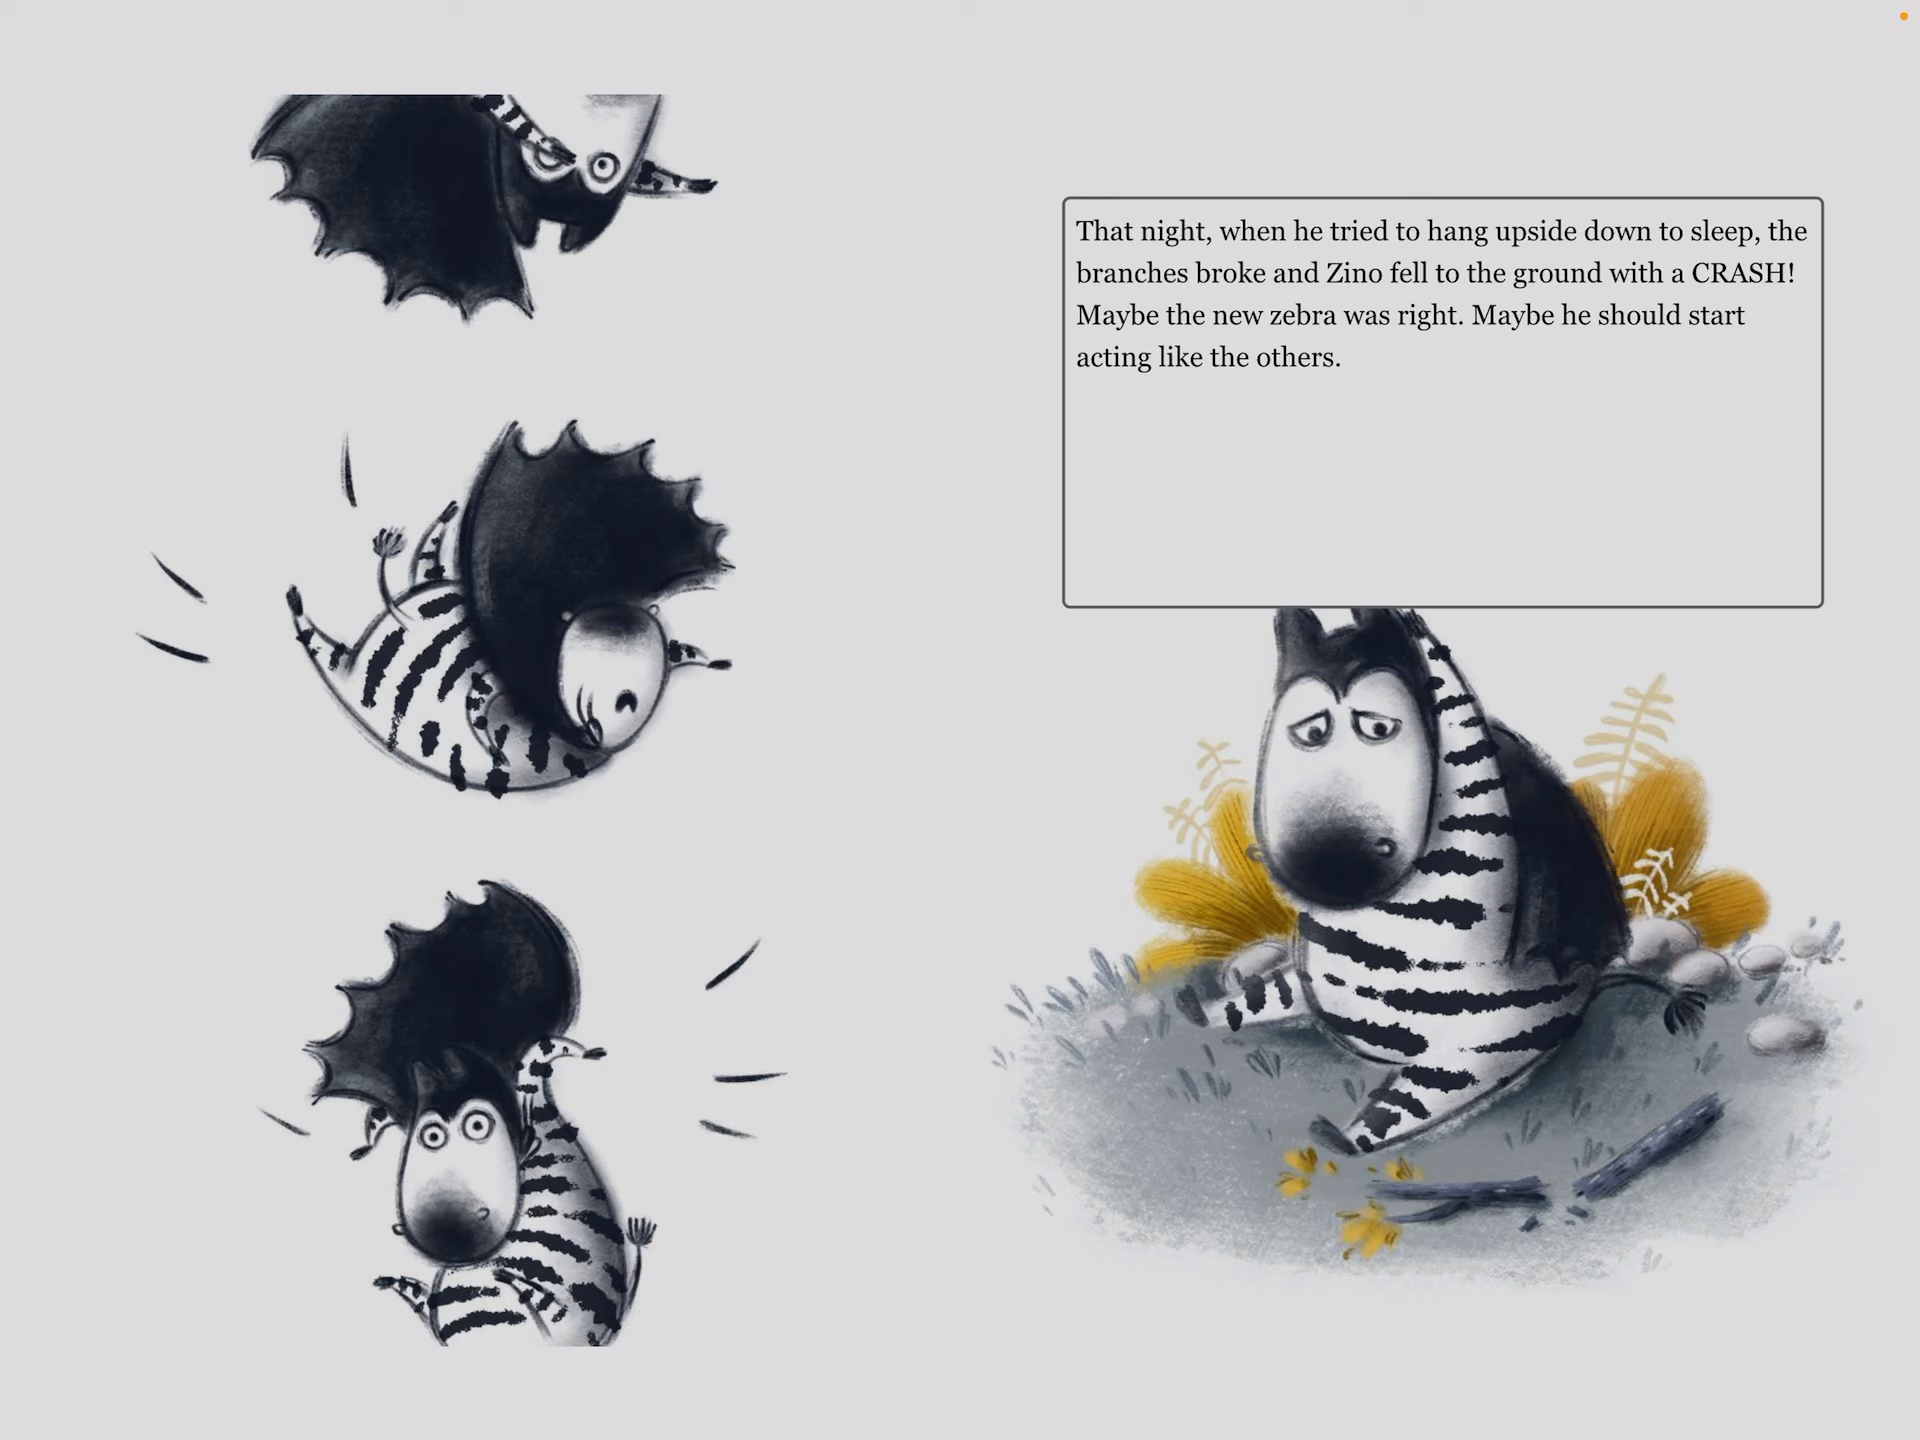 That night, when he tried to hang upside down to sleep, the
branches broke and Zino fell to the ground with a CRASH!
Maybe the new zebra was right. Maybe he should start
acting like the others.